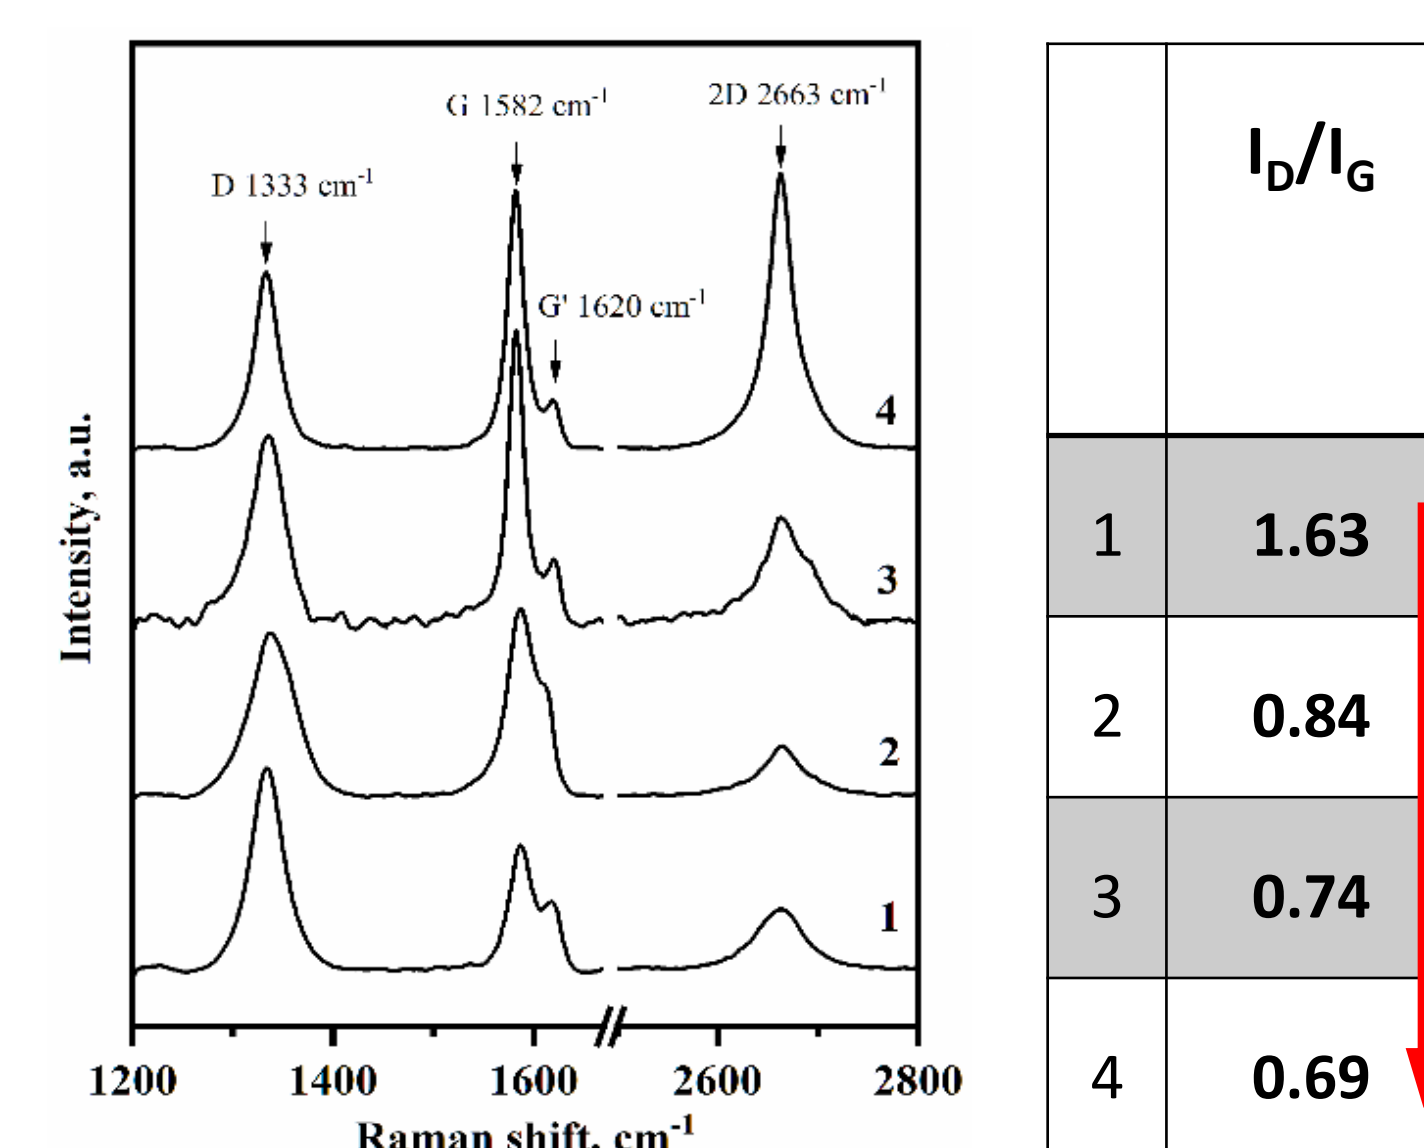 G 1582 cm⁻¹
2D 2663 cm⁻¹
D 1333 cm⁻¹
G' 1620 cm⁻¹
4
3
2
1
Intensity, a.u.
1200 1400 1600 2600 2800
Raman shift, cm⁻¹
I_D/I_G
1 1.63
2 0.84
3 0.74
4 0.69